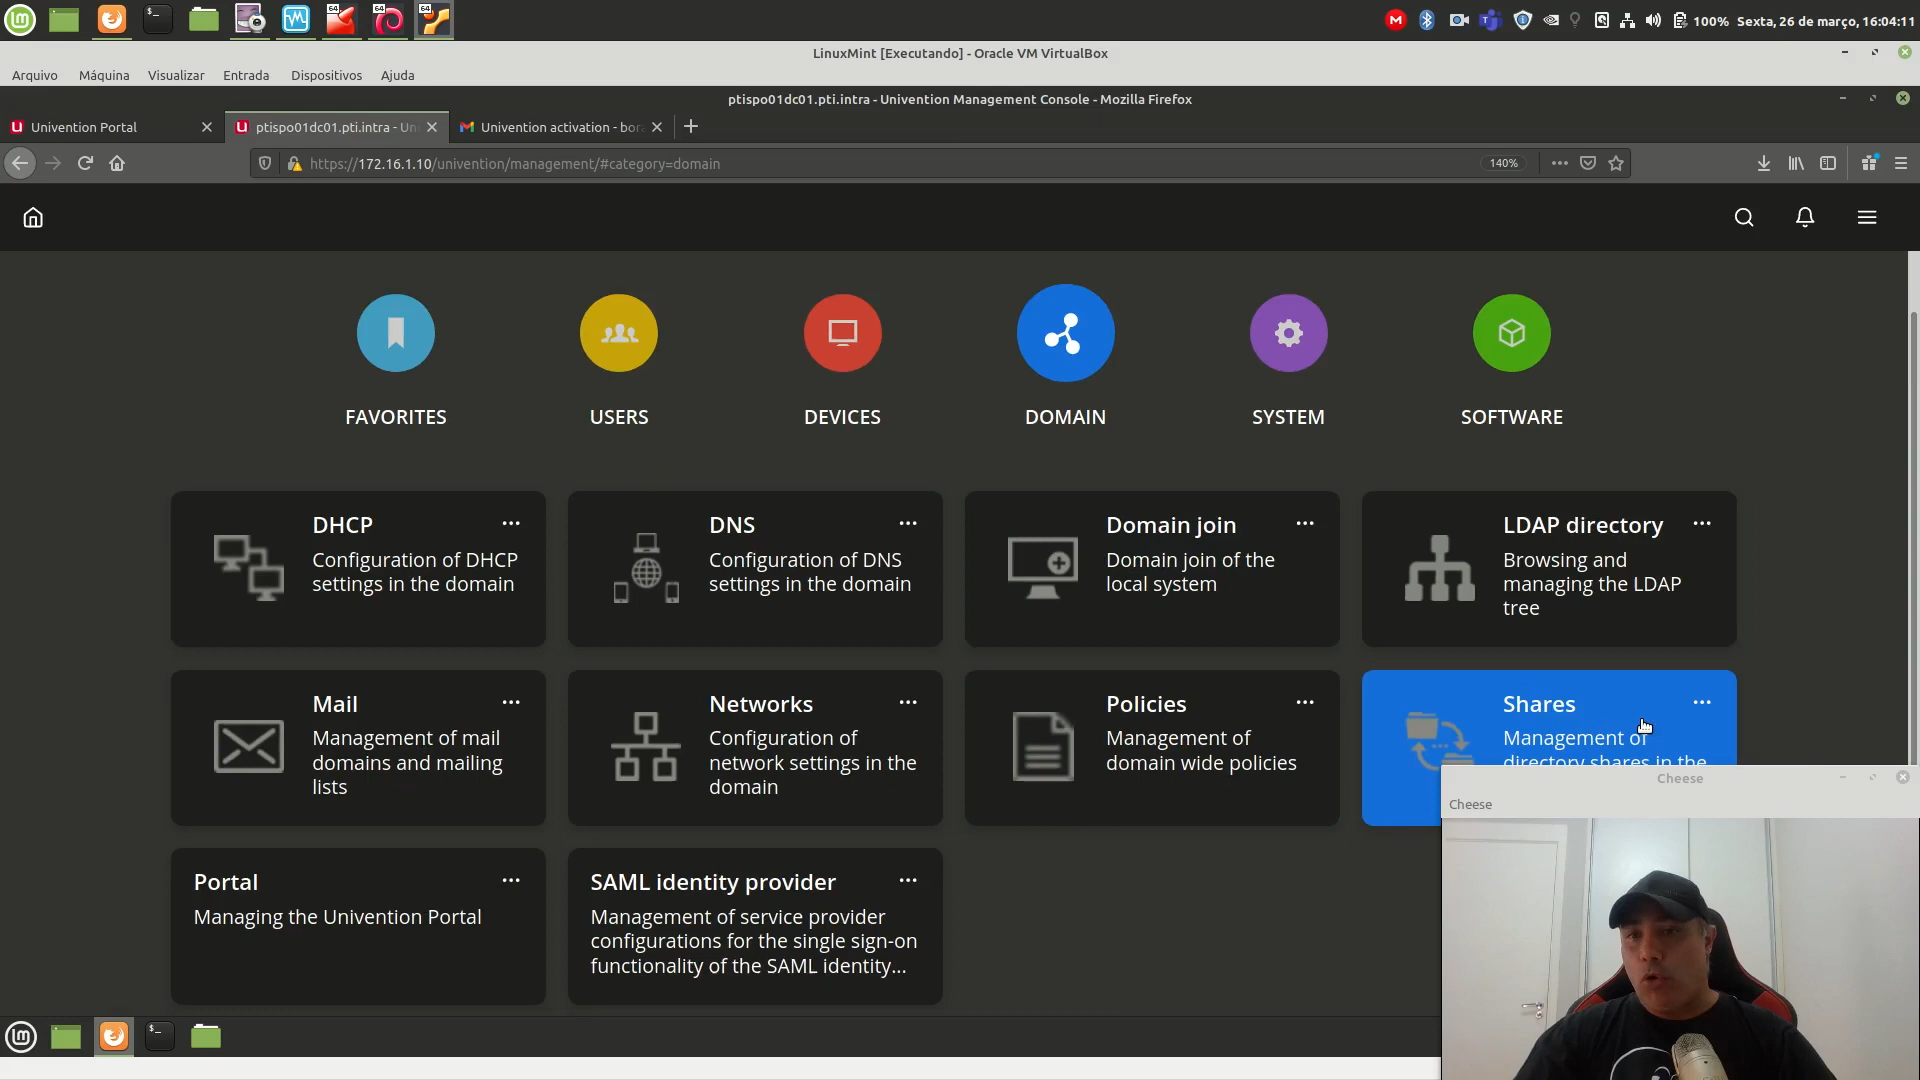 64
64
64
100% Sexta, 26 de março, 16:04:11
LinuxMint [Executando] - Oracle VM VirtualBox
Arquivo Máquina Visualizar Entrada Dispositivos Ajuda
ptispo01dc01.pti.intra - Univention Management Console - Mozilla Firefox
Univention Portal
ptispo01dc01.pti.intra - Un
Univention activation - bor
https://172.16.1.10/univention/management/#category=domain
140%
FAVORITES
USERS
DEVICES
DOMAIN
SYSTEM
SOFTWARE
DHCP
Configuration of DHCP
settings in the domain
DNS
Configuration of DNS
settings in the domain
Domain join
Domain join of the
local system
LDAP directory
Browsing and
managing the LDAP
tree
Mail
Management of mail
domains and mailing
lists
Networks
Configuration of
network settings in the
domain
Policies
Management of
domain wide policies
Shares
Management of
directory shares in the
Portal
Managing the Univention Portal
SAML identity provider
Management of service provider
configurations for the single sign-on
functionality of the SAML identity...
Cheese
Cheese